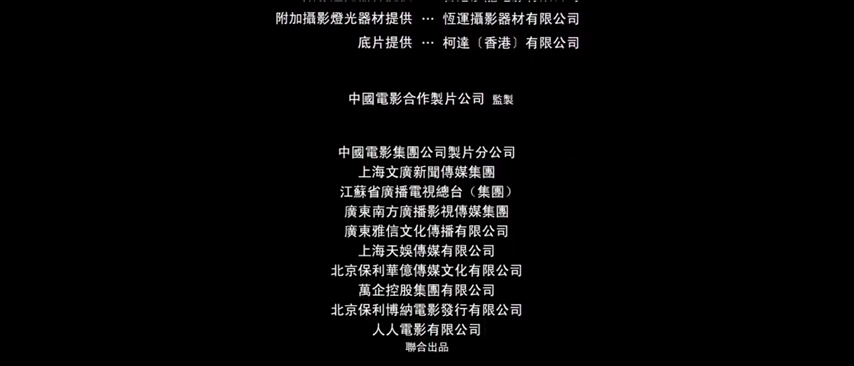 附加攝影燈光器材提供 … 恆運攝影器材有限公司
底片提供 … 柯達〔香港〕有限公司
中國電影合作製片公司 監製
中國電影集團公司製片分公司
上海文廣新聞傳媒集團
江蘇省廣播電視總台（集團）
廣東南方廣播影視傳媒集團
廣東雅信文化傳播有限公司
上海天娛傳媒有限公司
北京保利華億傳媒文化有限公司
萬企控股集團有限公司
北京保利博納電影發行有限公司
人人電影有限公司
聯合出品